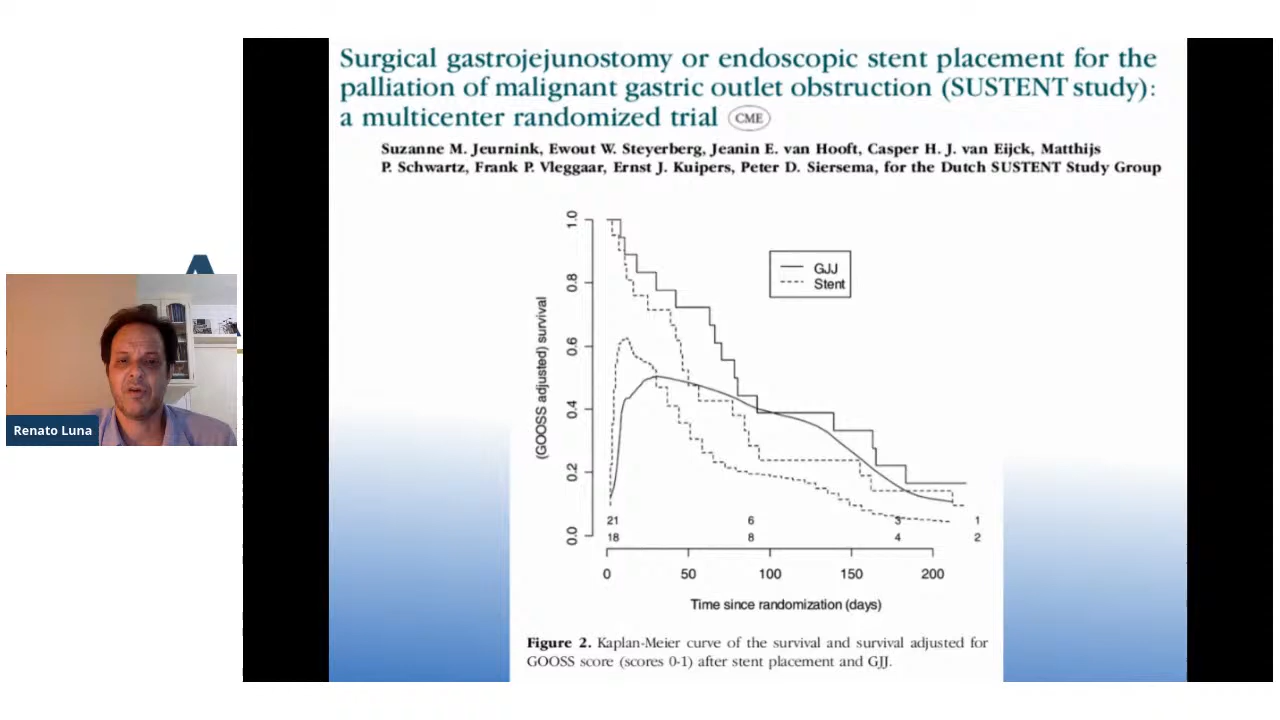 Surgical gastrojejunostomy or endoscopic stent placement for the
palliation of malignant gastric outlet obstruction (SUSTENT study):
a multicenter randomized trial CME
Suzanne M. Jeurnink, Ewout W. Steyerberg, Jeanin E. van Hooft, Casper H. J. van Eijck, Matthijs
P. Schwartz, Frank P. Vleggaar, Ernst J. Kuipers, Peter D. Siersema, for the Dutch SUSTENT Study Group
(GOOSS adjusted) survival
1.0
0.8
0.6
0.4
0.2
0.0
GJJ
Stent
21 6 3 1
18 8 4 2
0 50 100 150 200
Time since randomization (days)
Figure 2. Kaplan-Meier curve of the survival and survival adjusted for
GOOSS score (scores 0-1) after stent placement and GJJ.
Renato Luna